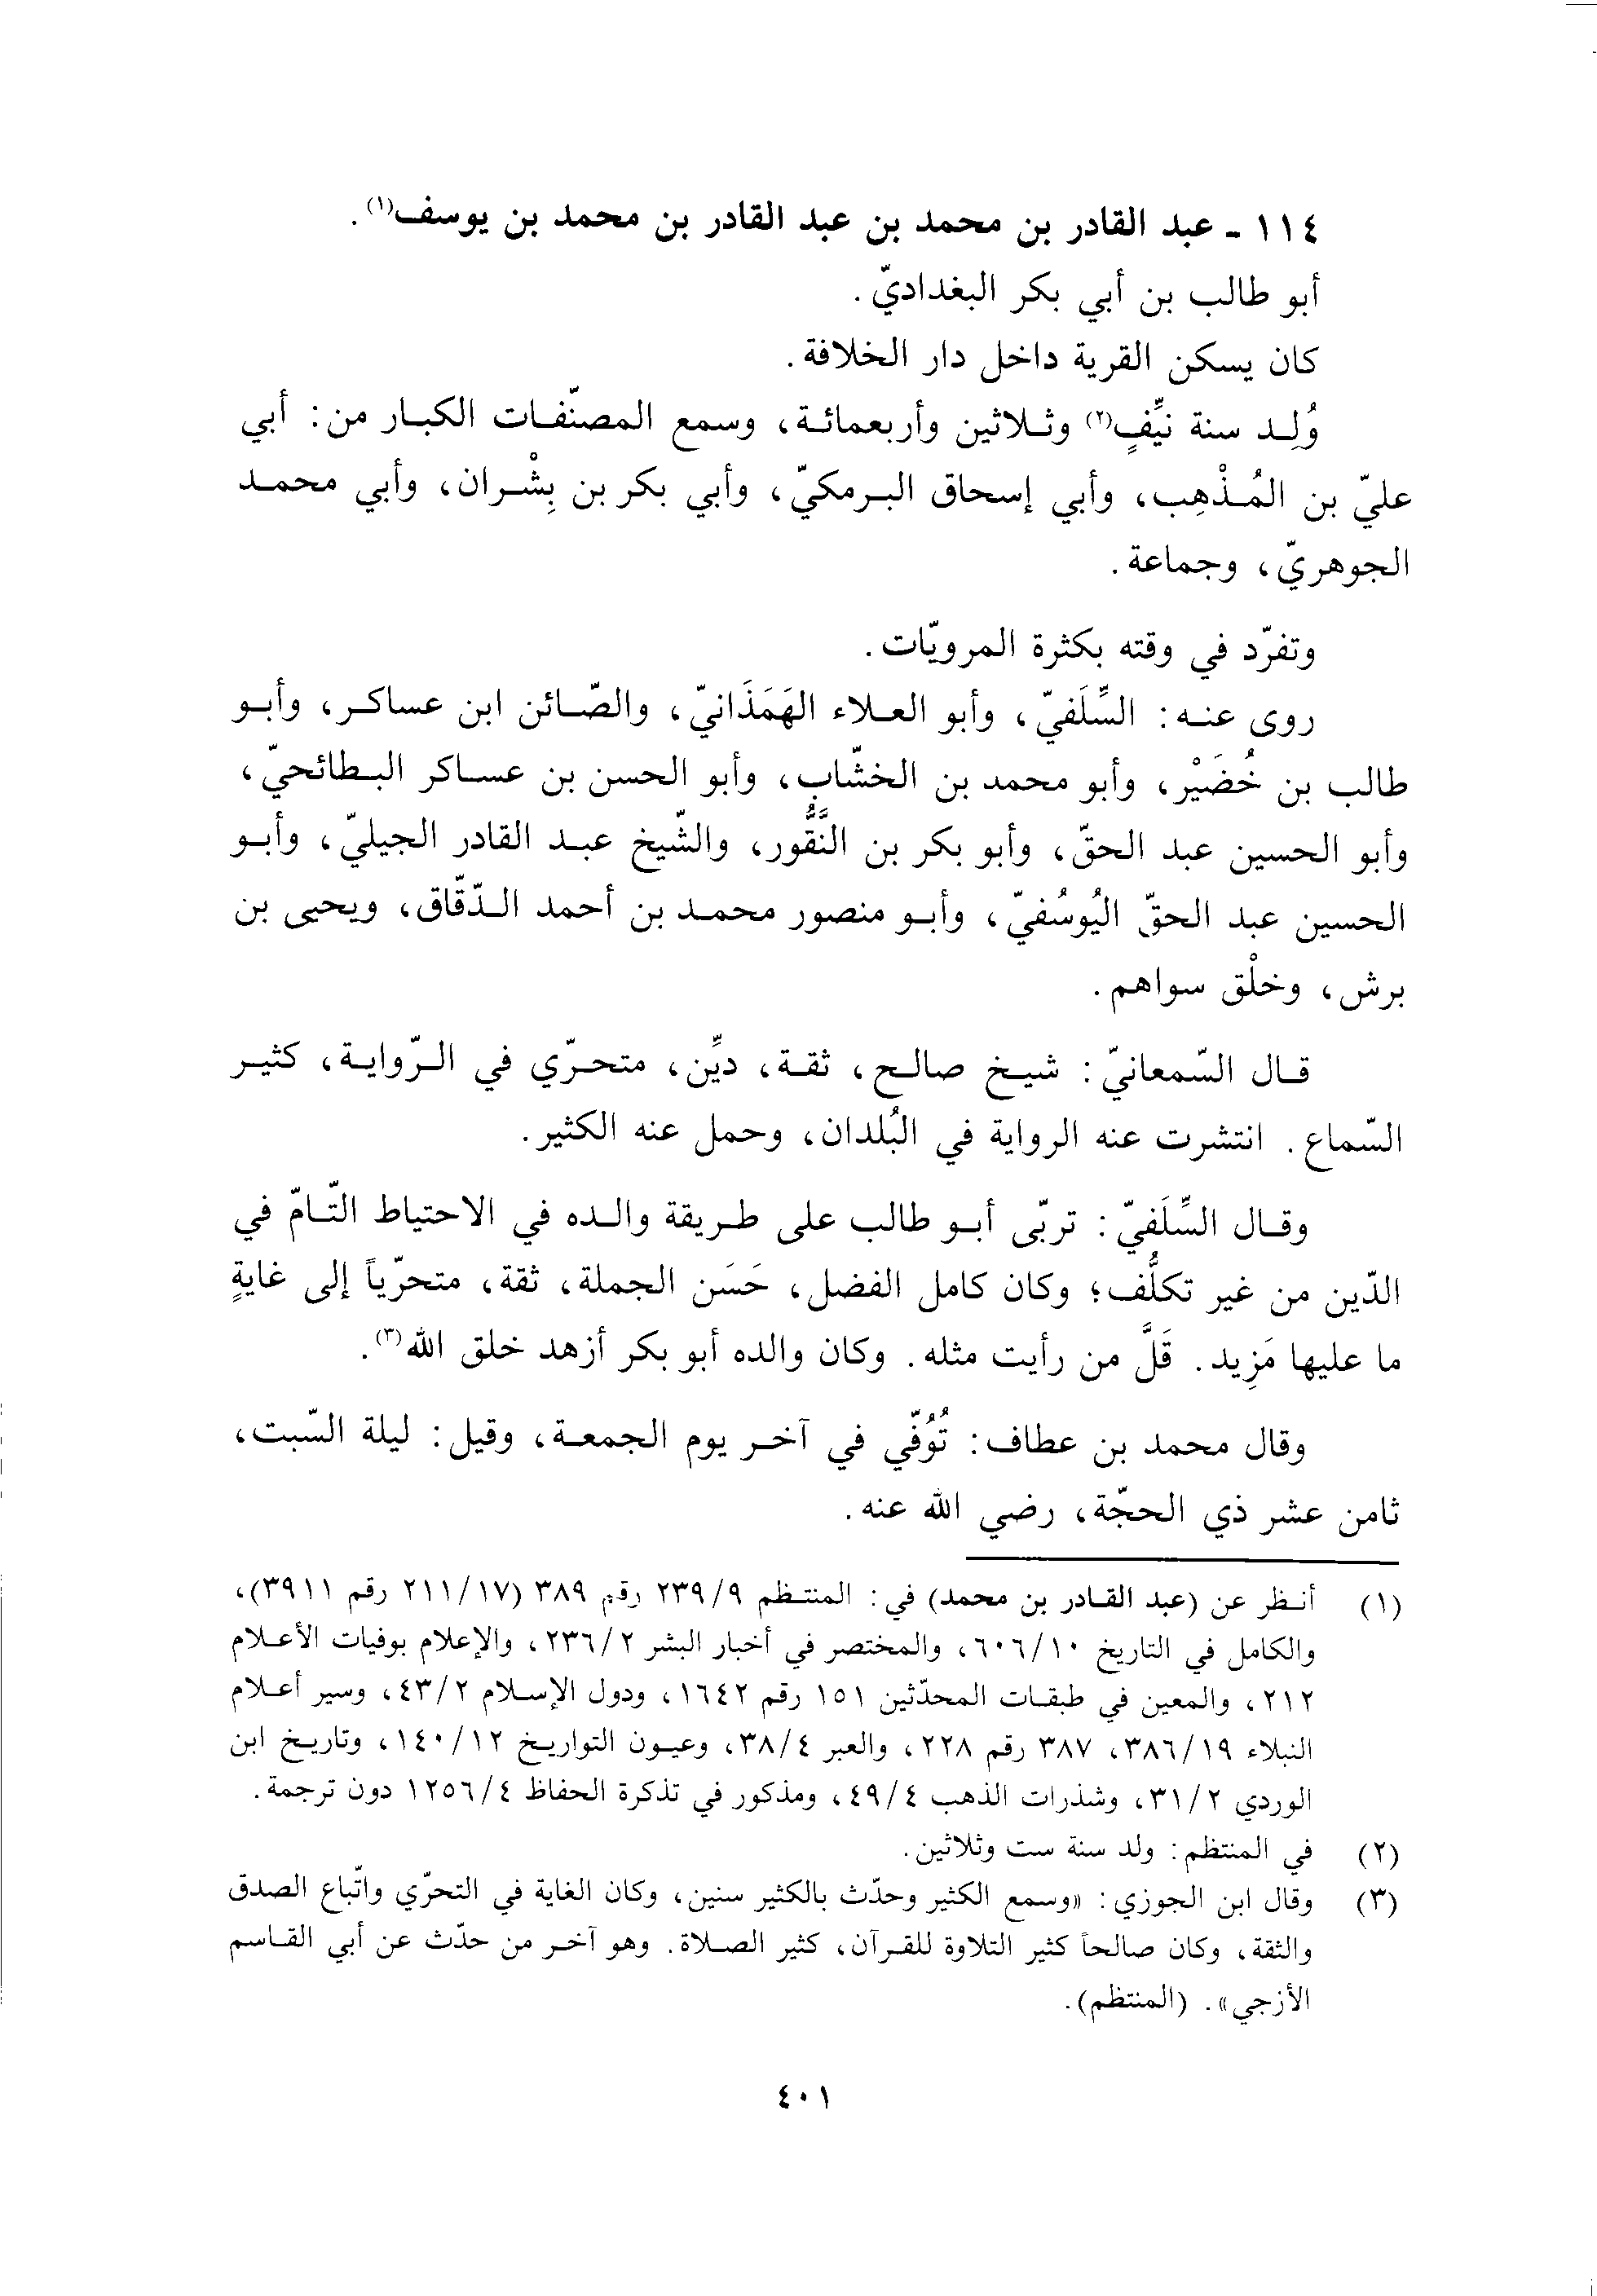 ١١٤ - عبد القادر بن محمد بن عبد القادر بن محمد بن يوسف(١).
أبو طالب بن أبي بكر البغداديّ.
كان يسكن القرية داخل دار الخلافة.
وُلِد سنة نيِّفٍ(٢) وثلاثين وأربعمائة، وسمع المصنّفات الكبار من: أبي
عليّ بن المُذْهِب، وأبي إسحاق البرمكيّ، وأبي بكر بن بِشْران، وأبي محمد
الجوهريّ، وجماعة.
وتفرّد في وقته بكثرة المرويّات.
روى عنه: السِّلَفيّ، وأبو العلاء الهَمَذَانيّ، والصّائن ابن عساكر، وأبو
طالب بن خُضَيْر، وأبو محمد بن الخشّاب، وأبو الحسن بن عساكر البطائحيّ،
وأبو الحسين عبد الحقّ، وأبو بكر بن النَّقُّور، والشّيخ عبد القادر الجيليّ، وأبو
الحسين عبد الحقّ اليُوسُفيّ، وأبو منصور محمد بن أحمد الدّقّاق، ويحيى بن
برش، وخلْق سواهم.
قال السّمعانيّ: شيخ صالح، ثقة، ديِّن، متحرّي في الرّواية، كثير
السّماع. انتشرت عنه الرواية في البُلدان، وحمل عنه الكثير.
وقال السِّلَفيّ: تربّى أبو طالب على طريقة والده في الاحتياط التّامّ في
الدّين من غير تكلُّف؛ وكان كامل الفضل، حَسَن الجملة، ثقة، متحرّياً إلى غايةٍ
ما عليها مَزِيد. قَلَّ من رأيت مثله. وكان والده أبو بكر أزهد خلق الله(٣).
وقال محمد بن عطاف: تُوُفّي في آخر يوم الجمعة، وقيل: ليلة السّبت،
ثامن عشر ذي الحجّة، رضي الله عنه.
(١) أنظر عن (عبد القادر بن محمد) في: المنتظم ٢٣٩/٩ رقم ٣٨٩ (٢١١/١٧ رقم ٣٩١١)،
والكامل في التاريخ ٦٠٦/١٠، والمختصر في أخبار البشر ٢٣٦/٢، والإعلام بوفيات الأعلام
٢١٢، والمعين في طبقات المحدّثين ١٥١ رقم ١٦٤٢، ودول الإسلام ٤٣/٢، وسير أعلام
النبلاء ٣٨٦/١٩، ٣٨٧ رقم ٢٢٨، والعبر ٣٨/٤، وعيون التواريخ ١٤٠/١٢، وتاريخ ابن
الوردي ٣١/٢، وشذرات الذهب ٤٩/٤، ومذكور في تذكرة الحفاظ ١٢٥٦/٤ دون ترجمة.
(٢) في المنتظم: ولد سنة ست وثلاثين.
(٣) وقال ابن الجوزي: «وسمع الكثير وحدّث بالكثير سنين، وكان الغاية في التحرّي واتّباع الصدق
والثقة، وكان صالحاً كثير التلاوة للقرآن، كثير الصلاة. وهو آخر من حدّث عن أبي القاسم
الأزجي». (المنتظم).
٤٠١